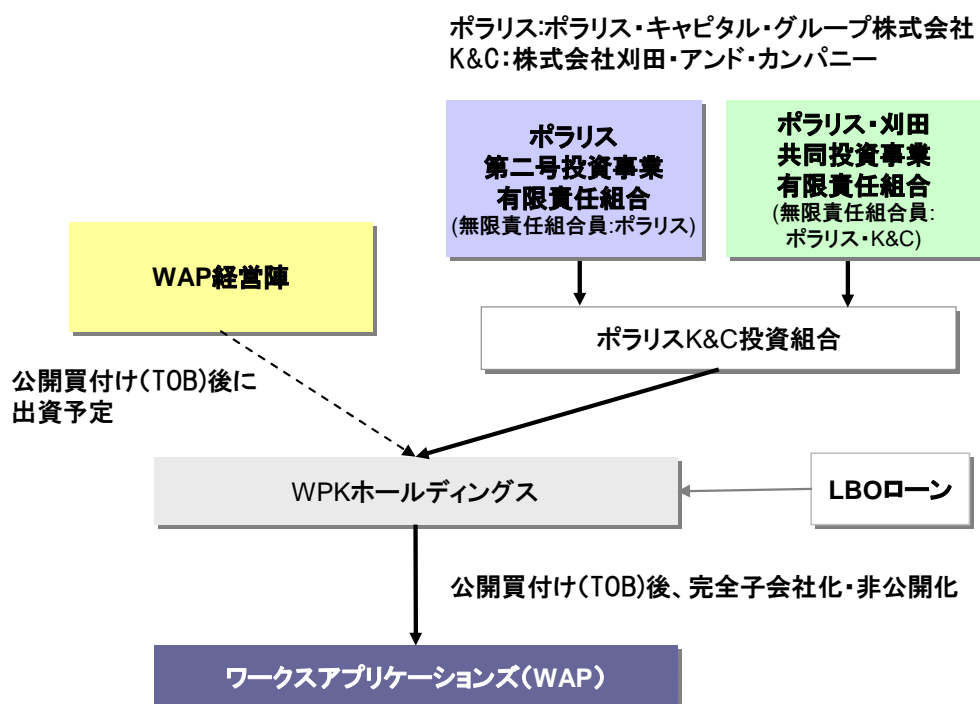 ポラリス:ポラリス・キャピタル・グループ株式会社
K&C:株式会社刈田・アンド・カンパニー
ポラリス
第二号投資事業
有限責任組合
(無限責任組合員:ポラリス)
ポラリス・刈田
共同投資事業
有限責任組合
(無限責任組合員:
ポラリス・K&C)
WAP経営陣
ポラリスK&C投資組合
公開買付け(TOB)後に
出資予定
WPKホールディングス
LBOローン
公開買付け(TOB)後、完全子会社化・非公開化
ワークスアプリケーションズ(WAP)